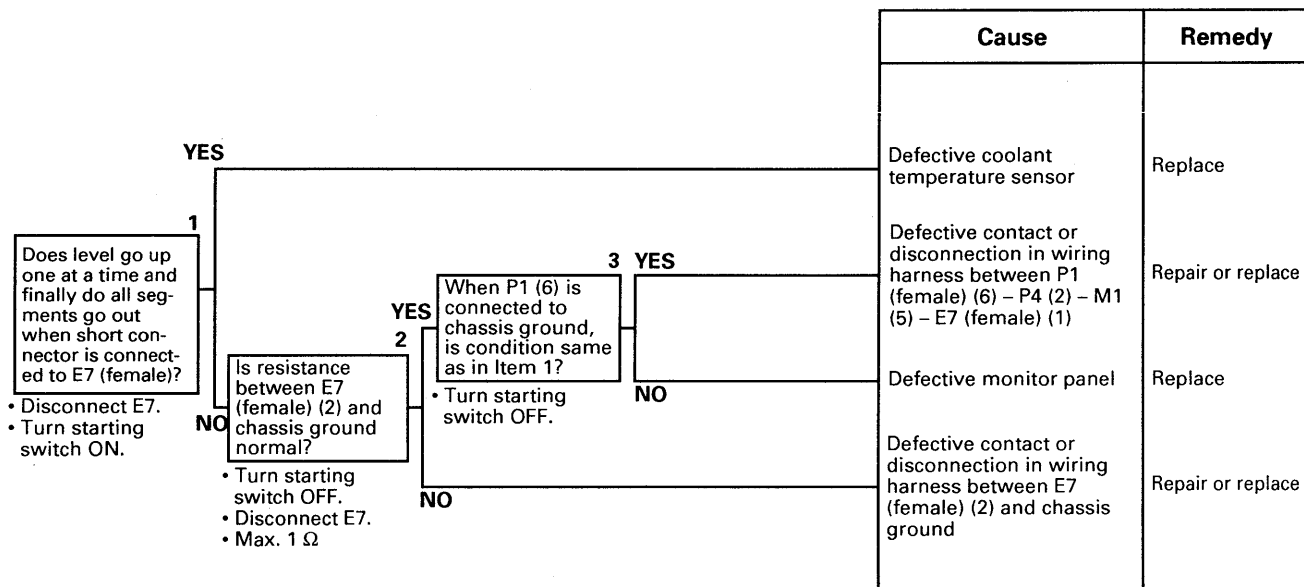 Cause
Remedy
YES
Defective coolant
temperature sensor
Replace
1
Does level go up
one at a time and
finally do all seg-
ments go out
when short con-
nector is connect-
ed to E7 (female)?
• Disconnect E7.
• Turn starting
switch ON.
NO
2
Is resistance
between E7
(female) (2) and
chassis ground
normal?
• Turn starting
switch OFF.
• Disconnect E7.
• Max. 1 Ω
YES
3
When P1 (6) is
connected to
chassis ground,
is condition same
as in Item 1?
• Turn starting
switch OFF.
YES
Defective contact or
disconnection in wiring
harness between P1
(female) (6) – P4 (2) – M1
(5) – E7 (female) (1)
Repair or replace
NO
Defective monitor panel
Replace
NO
Defective contact or
disconnection in wiring
harness between E7
(female) (2) and chassis
ground
Repair or replace